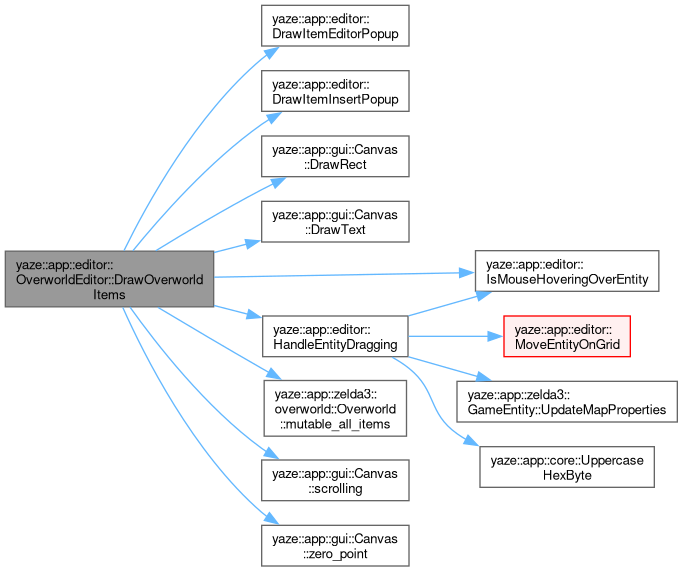 yaze::app::editor::
DrawItemEditorPopup
yaze::app::editor::
DrawItemInsertPopup
yaze::app::gui::Canvas
::DrawRect
yaze::app::gui::Canvas
::DrawText
yaze::app::editor::
OverworldEditor::DrawOverworld
Items
yaze::app::editor::
IsMouseHoveringOverEntity
yaze::app::editor::
HandleEntityDragging
yaze::app::editor::
MoveEntityOnGrid
yaze::app::zelda3::
overworld::Overworld
::mutable_all_items
yaze::app::zelda3::
GameEntity::UpdateMapProperties
yaze::app::core::Uppercase
HexByte
yaze::app::gui::Canvas
::scrolling
yaze::app::gui::Canvas
::zero_point